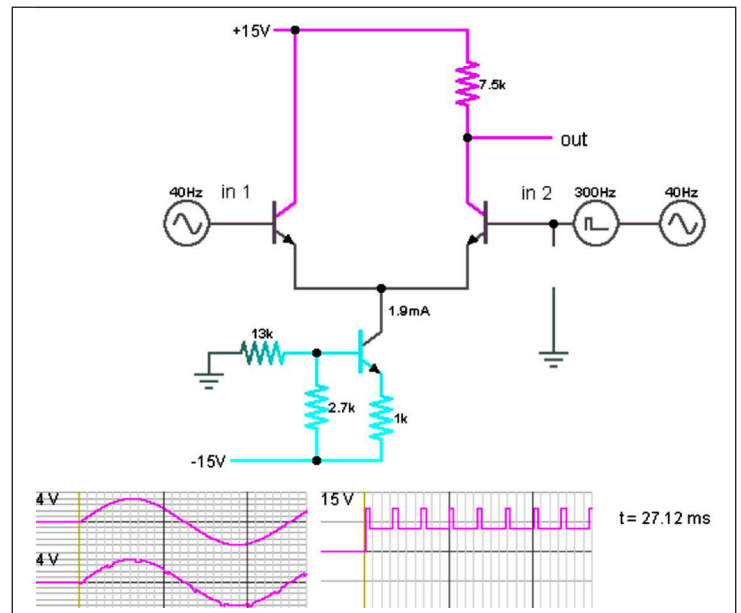 +15V
7.5k
out
40Hz in 1 in 2 300Hz 40Hz
1.9mA
13k
2.7k 1k
-15V
4 V 15 V
t = 27.12 ms
4 V